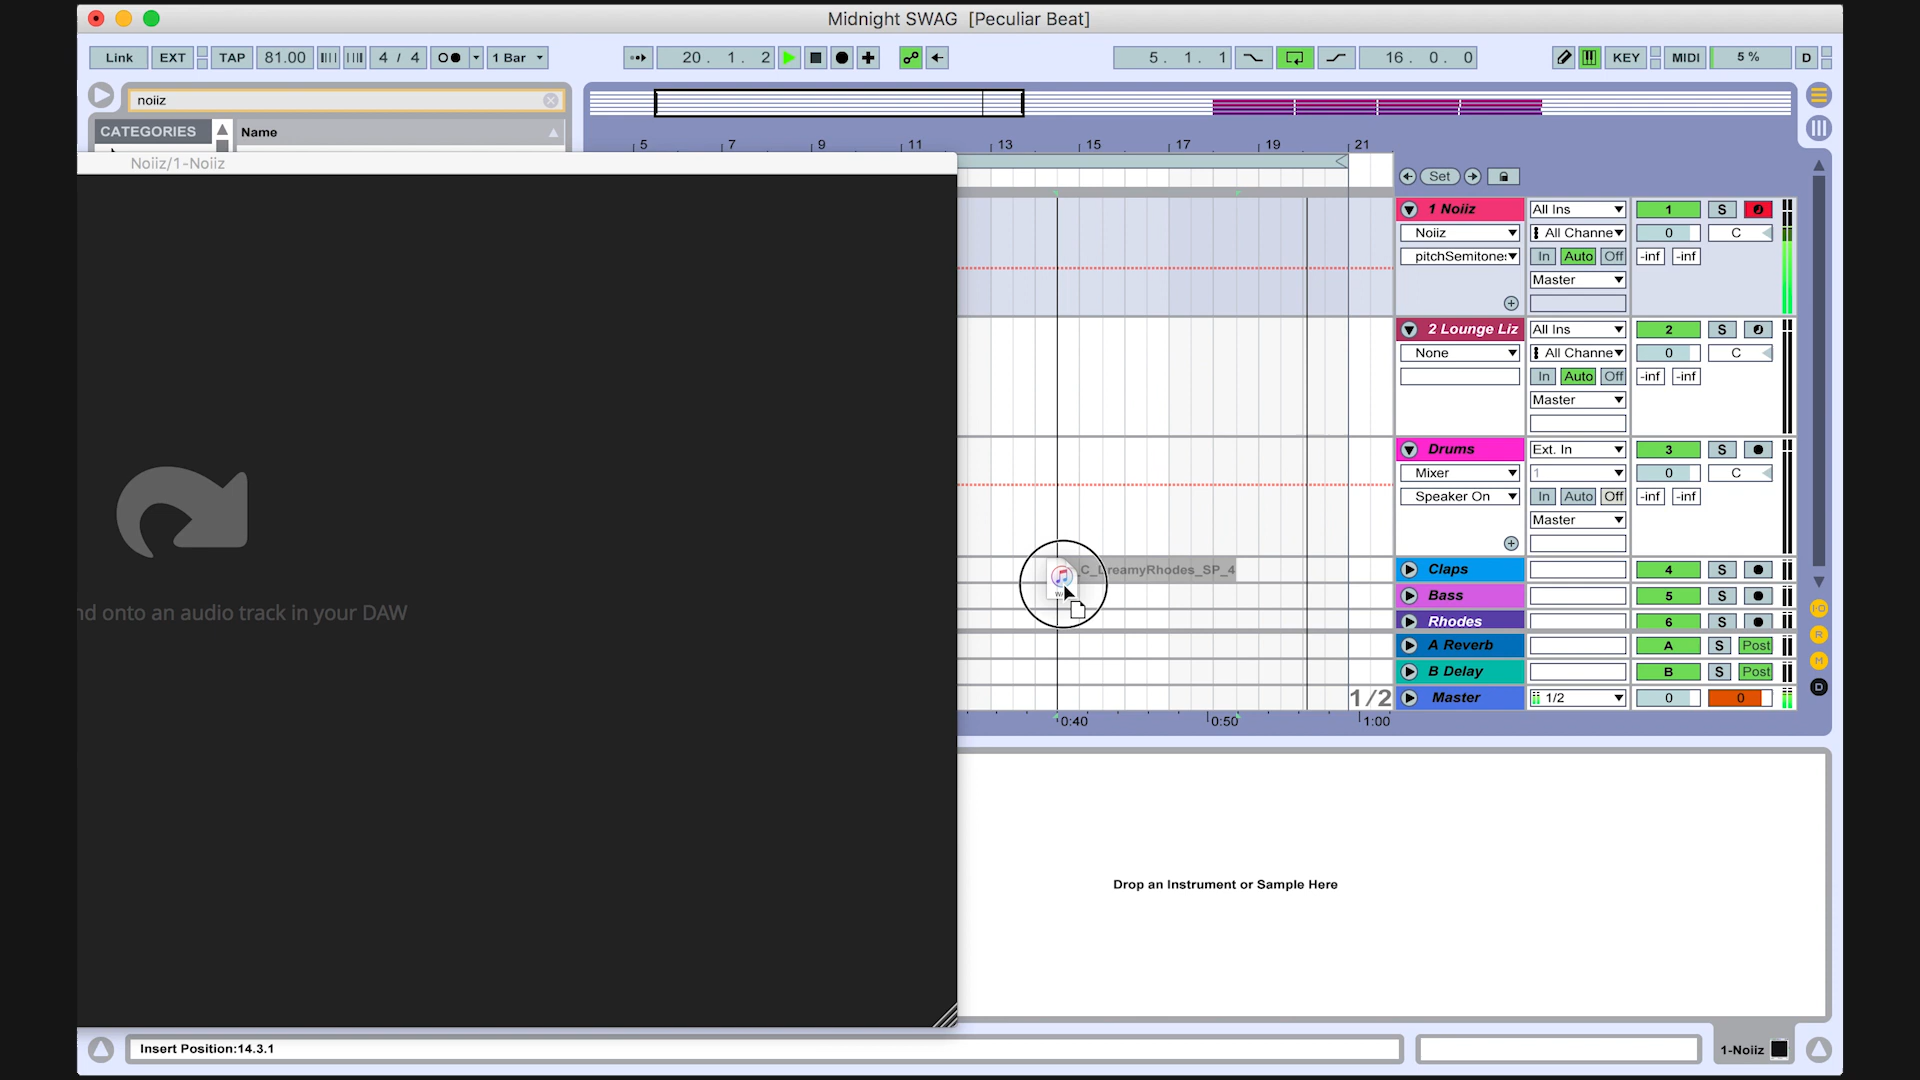 Midnight SWAG [Peculiar Beat]
Link EXT TAP 81.00 4 / 4 1 Bar 20. 1. 2 5. 1. 1 16. 0. 0 KEY MIDI 5 % D
noiiz
CATEGORIES Name
5 7 9 11 13 15 17 19 21
Noiiz/1-Noiiz
Set
1 Noiiz All Ins 1 S
Noiiz All Channe 0 C
pitchSemitone: In Auto Off -inf -inf
Master
2 Lounge Liz All Ins 2 S
None All Channe 0 C
In Auto Off -inf -inf
Master
Drums Ext. In 3 S
Mixer 1 0 C
Speaker On In Auto Off -inf -inf
Master
_C_DreamyRhodes_SP_4 Claps 4 S
Bass 5 S
nd onto an audio track in your DAW
Rhodes 6 S
A Reverb A S Post
B Delay B S Post
1/2 Master 1/2 0 0
0:40 0:50 1:00
I·O
R
M
D
Drop an Instrument or Sample Here
Insert Position:14.3.1 1-Noiiz